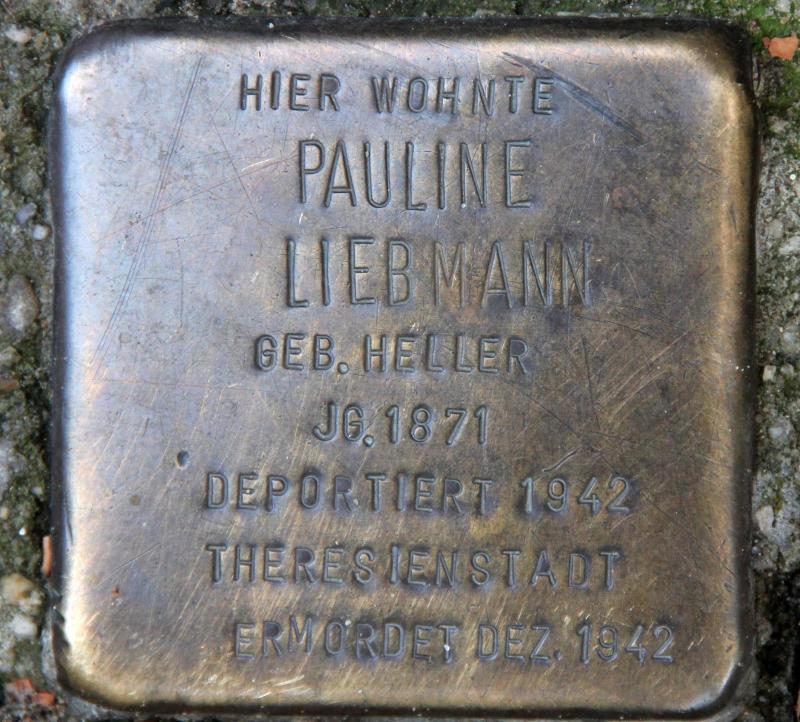 HIER WOHNTE
PAULINE
LIEBMANN
GEB. HELLER
JG. 1871
DEPORTIERT 1942
THERESIENSTADT
ERMORDET DEZ. 1942